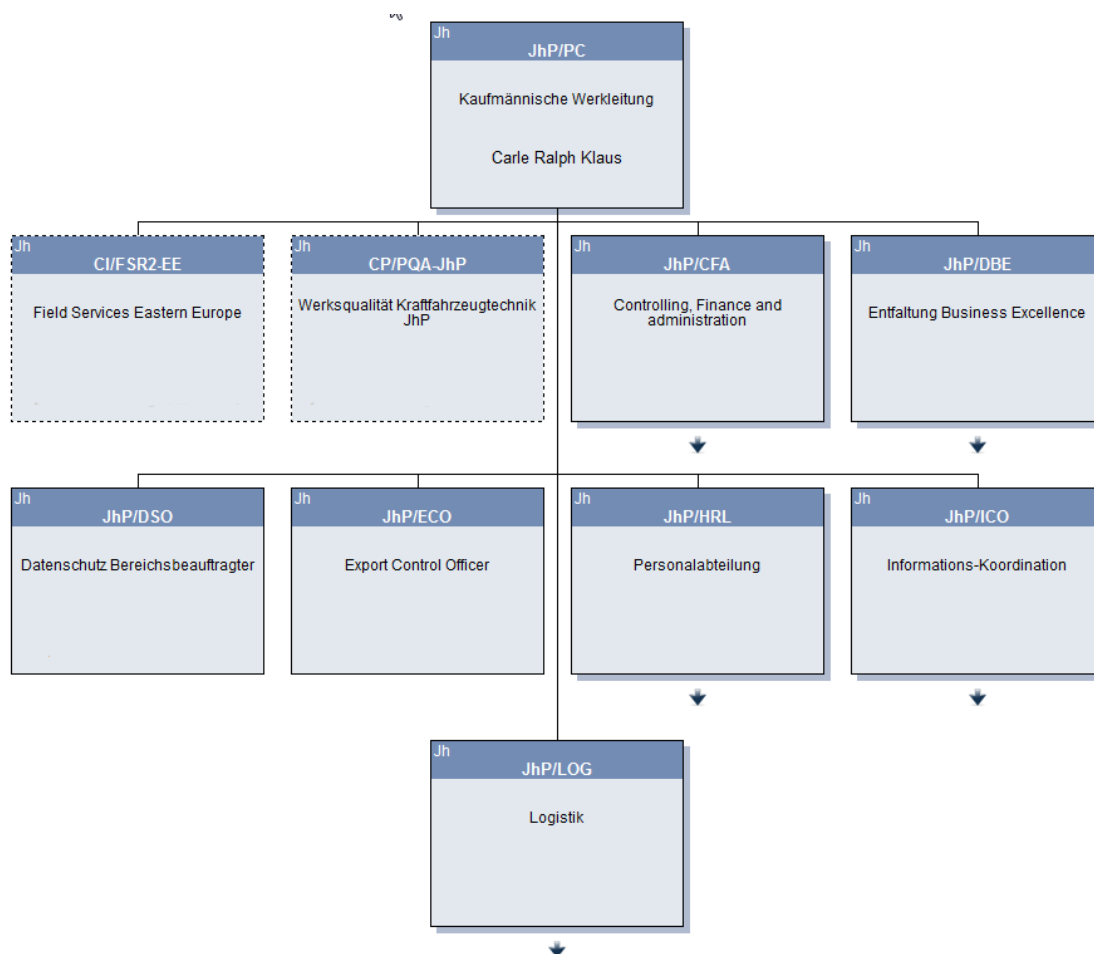 Jh
JhP/PC
Kaufmännische Werkleitung
Carle Ralph Klaus
Jh
CI/FSR2-EE
Field Services Eastern Europe
Jh
CP/PQA-JhP
Werksqualität Kraftfahrzeugtechnik
JhP
Jh
JhP/CFA
Controlling, Finance and
administration
Jh
JhP/DBE
Entfaltung Business Excellence
Jh
JhP/DSO
Datenschutz Bereichsbeauftragter
Jh
JhP/ECO
Export Control Officer
Jh
JhP/HRL
Personalabteilung
Jh
JhP/ICO
Informations-Koordination
Jh
JhP/LOG
Logistik